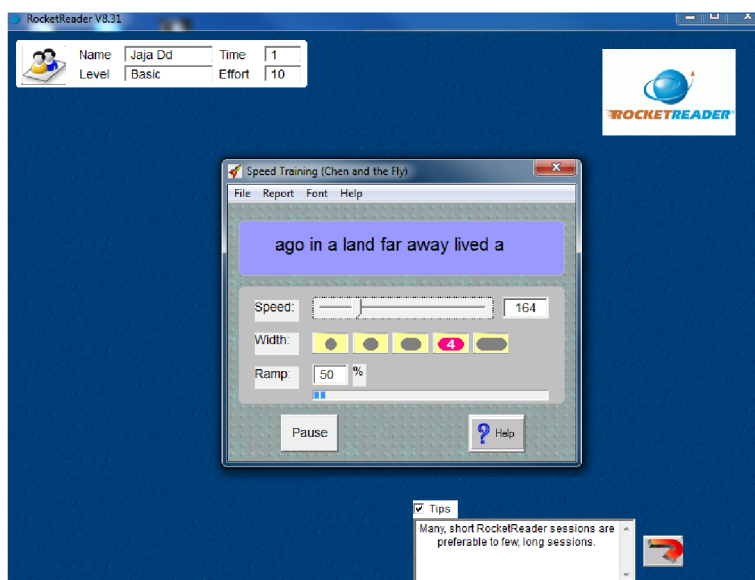 RocketReader V8.31
Name Jaja Dd Time 1
Level Basic Effort 10
ROCKETREADER
Speed Training (Chen and the Fly)
File Report Font Help
ago in a land far away lived a
Speed: 164
Width: 4
Ramp: 50 %
Pause ? Help
Tips
Many, short RocketReader sessions are
preferable to few, long sessions.